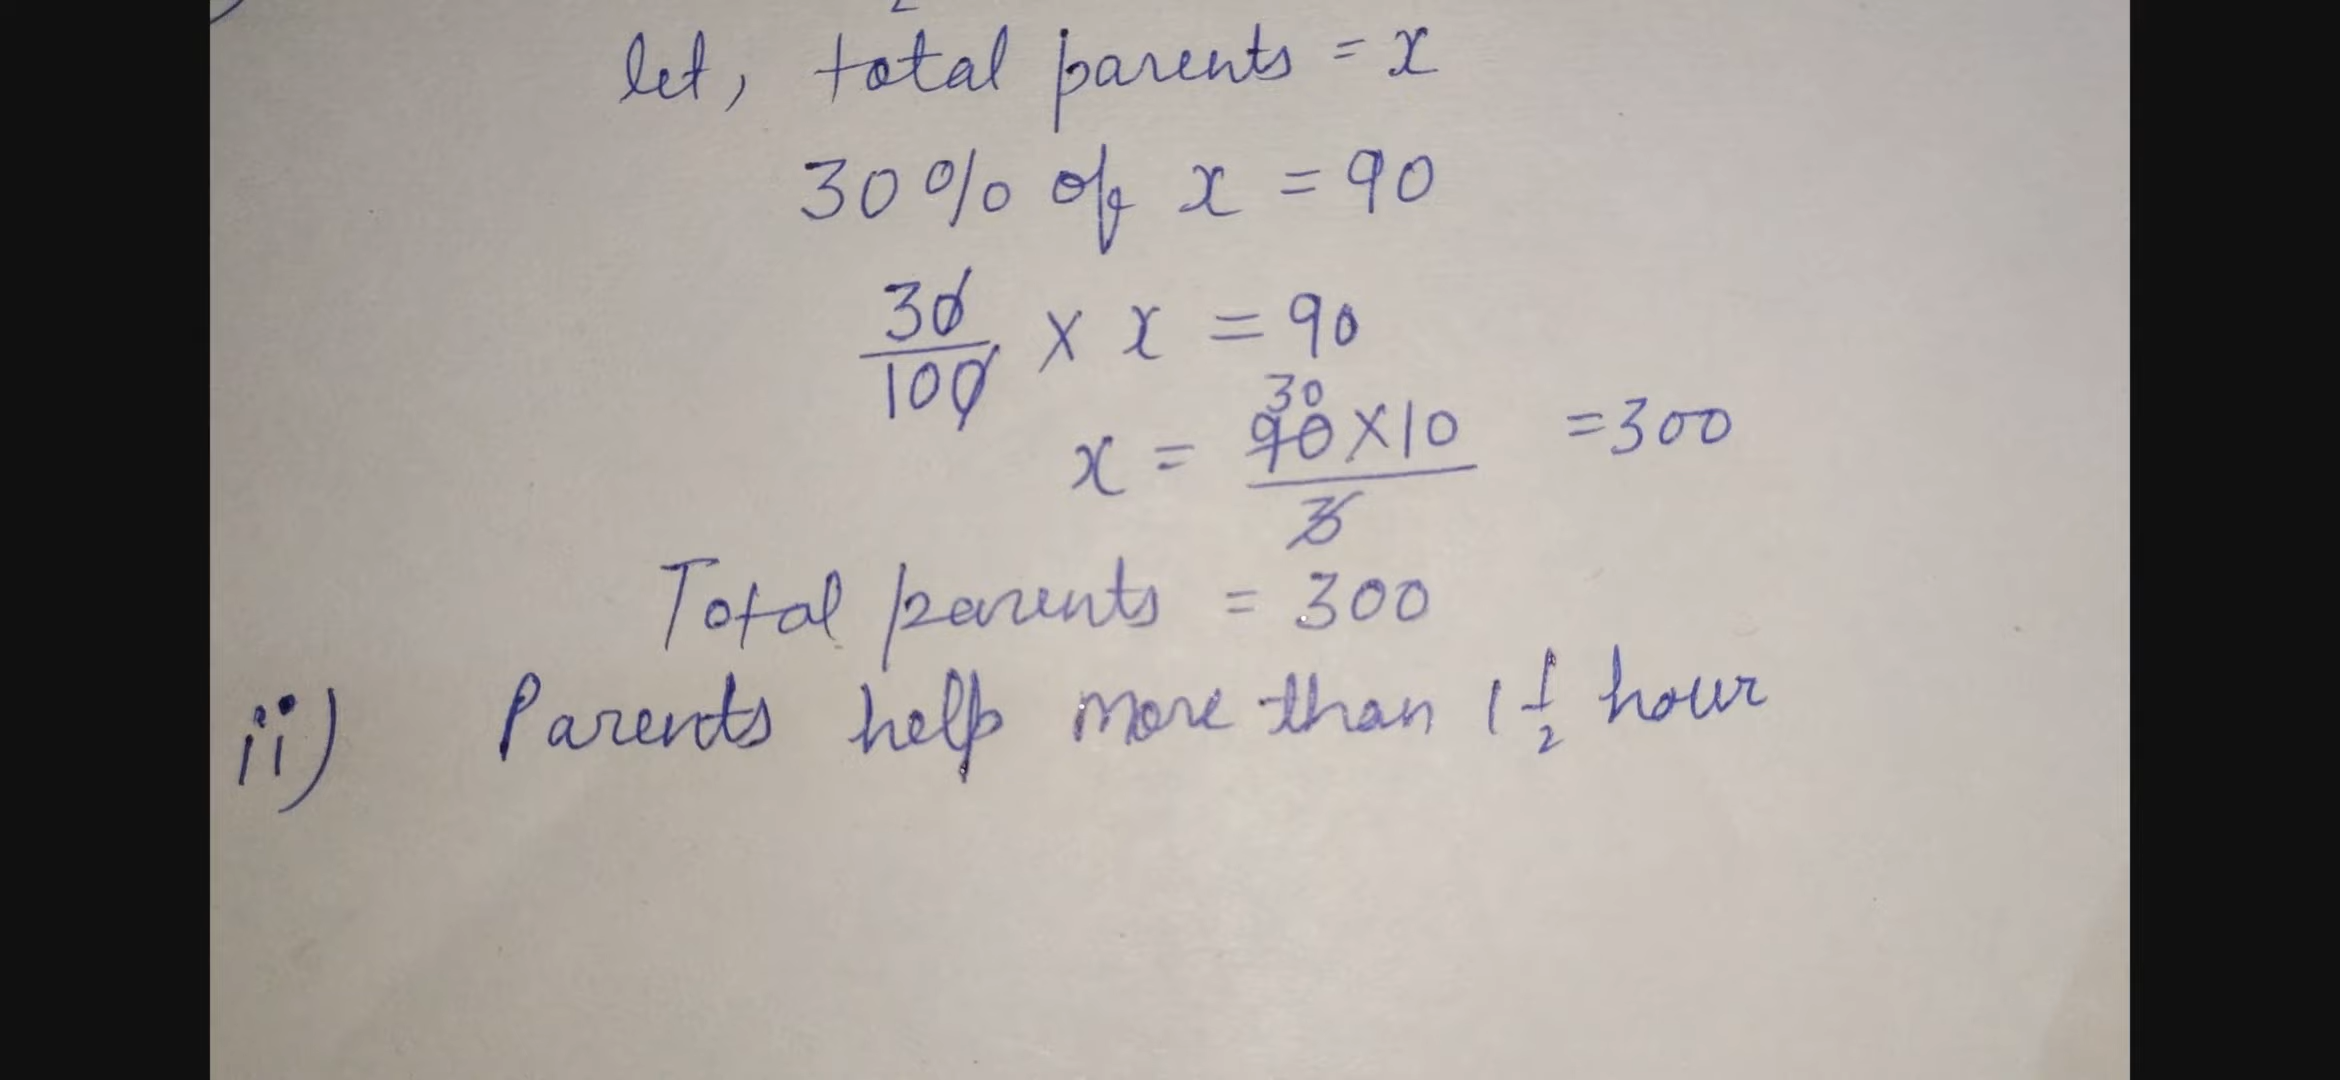 let, total parents = x
30% of x = 90
30/100 × x = 90
30
x = 90×10/3 = 300
Total parents = 300
ii) Parents help more than 1 1/2 hour